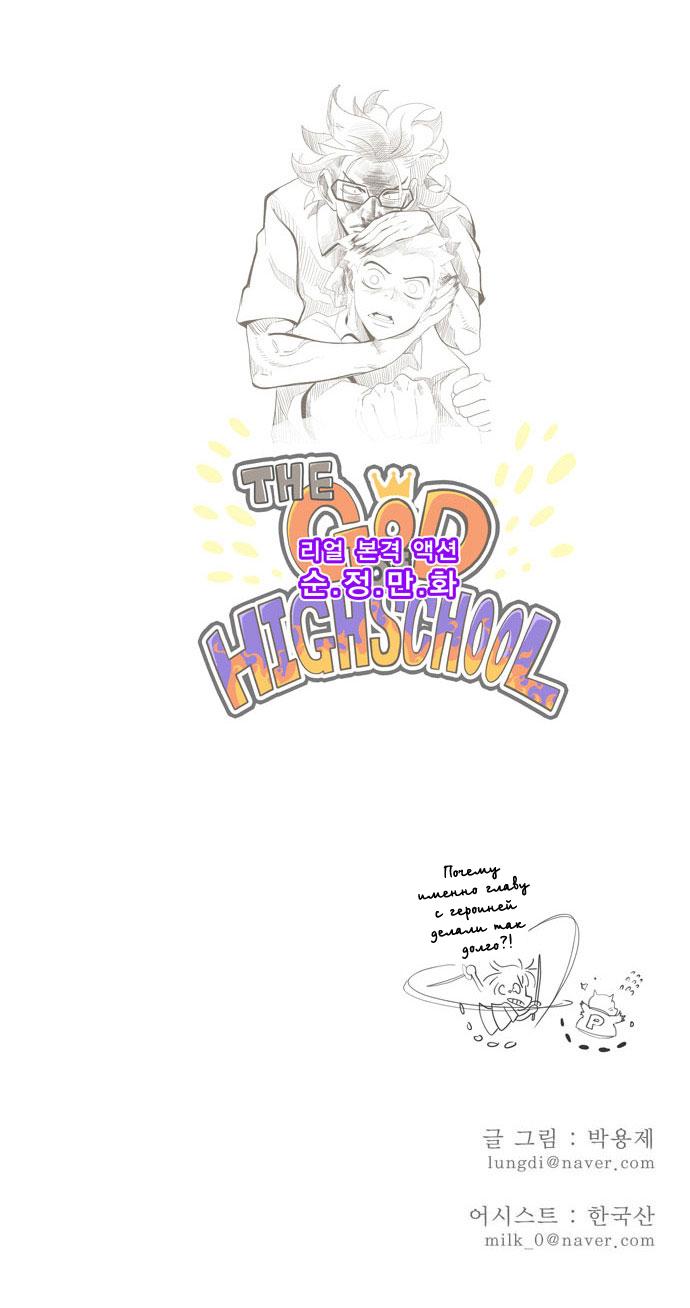 THE
GOD
리얼 본격 액션
순.정.만.화
HIGHSCHOOL
Почему
именно главу
с героиней
делали так
долго?!
P
글 그림 : 박용제
lungdi@naver.com
어시스트 : 한국산
milk_0@naver.com